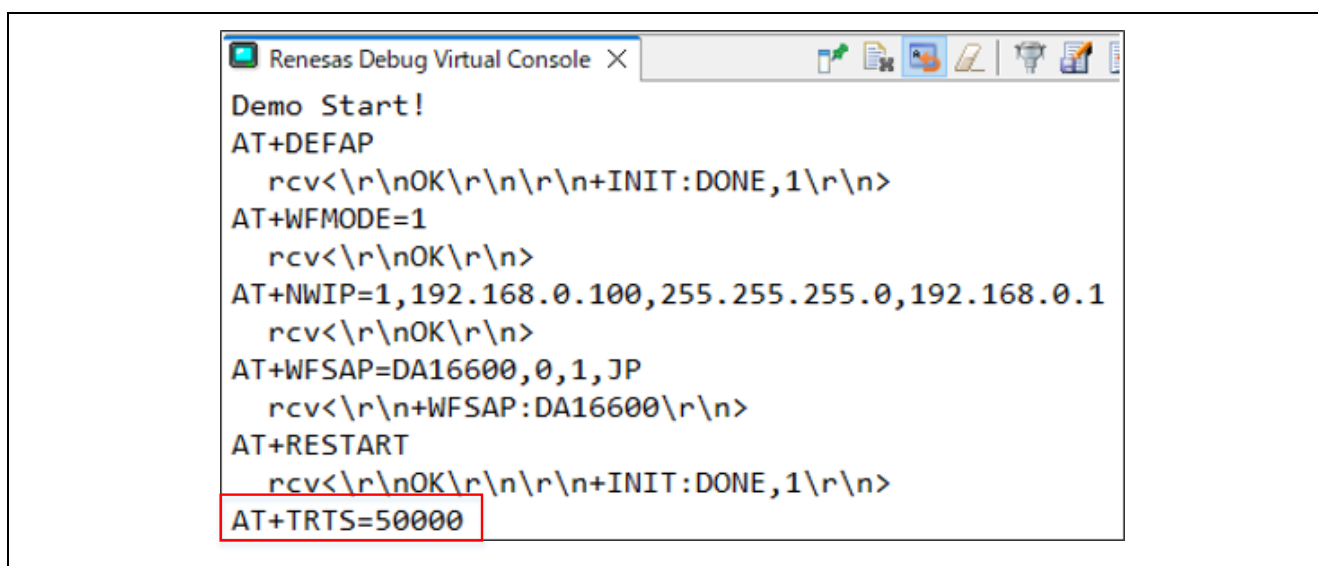 Renesas Debug Virtual Console
Demo Start!
AT+DEFAP
rcv<\r\nOK\r\n\r\n+INIT:DONE,1\r\n>
AT+WFMODE=1
rcv<\r\nOK\r\n>
AT+NWIP=1,192.168.0.100,255.255.255.0,192.168.0.1
rcv<\r\nOK\r\n>
AT+WFSAP=DA16600,0,1,JP
rcv<\r\n+WFSAP:DA16600\r\n>
AT+RESTART
rcv<\r\nOK\r\n\r\n+INIT:DONE,1\r\n>
AT+TRTS=50000